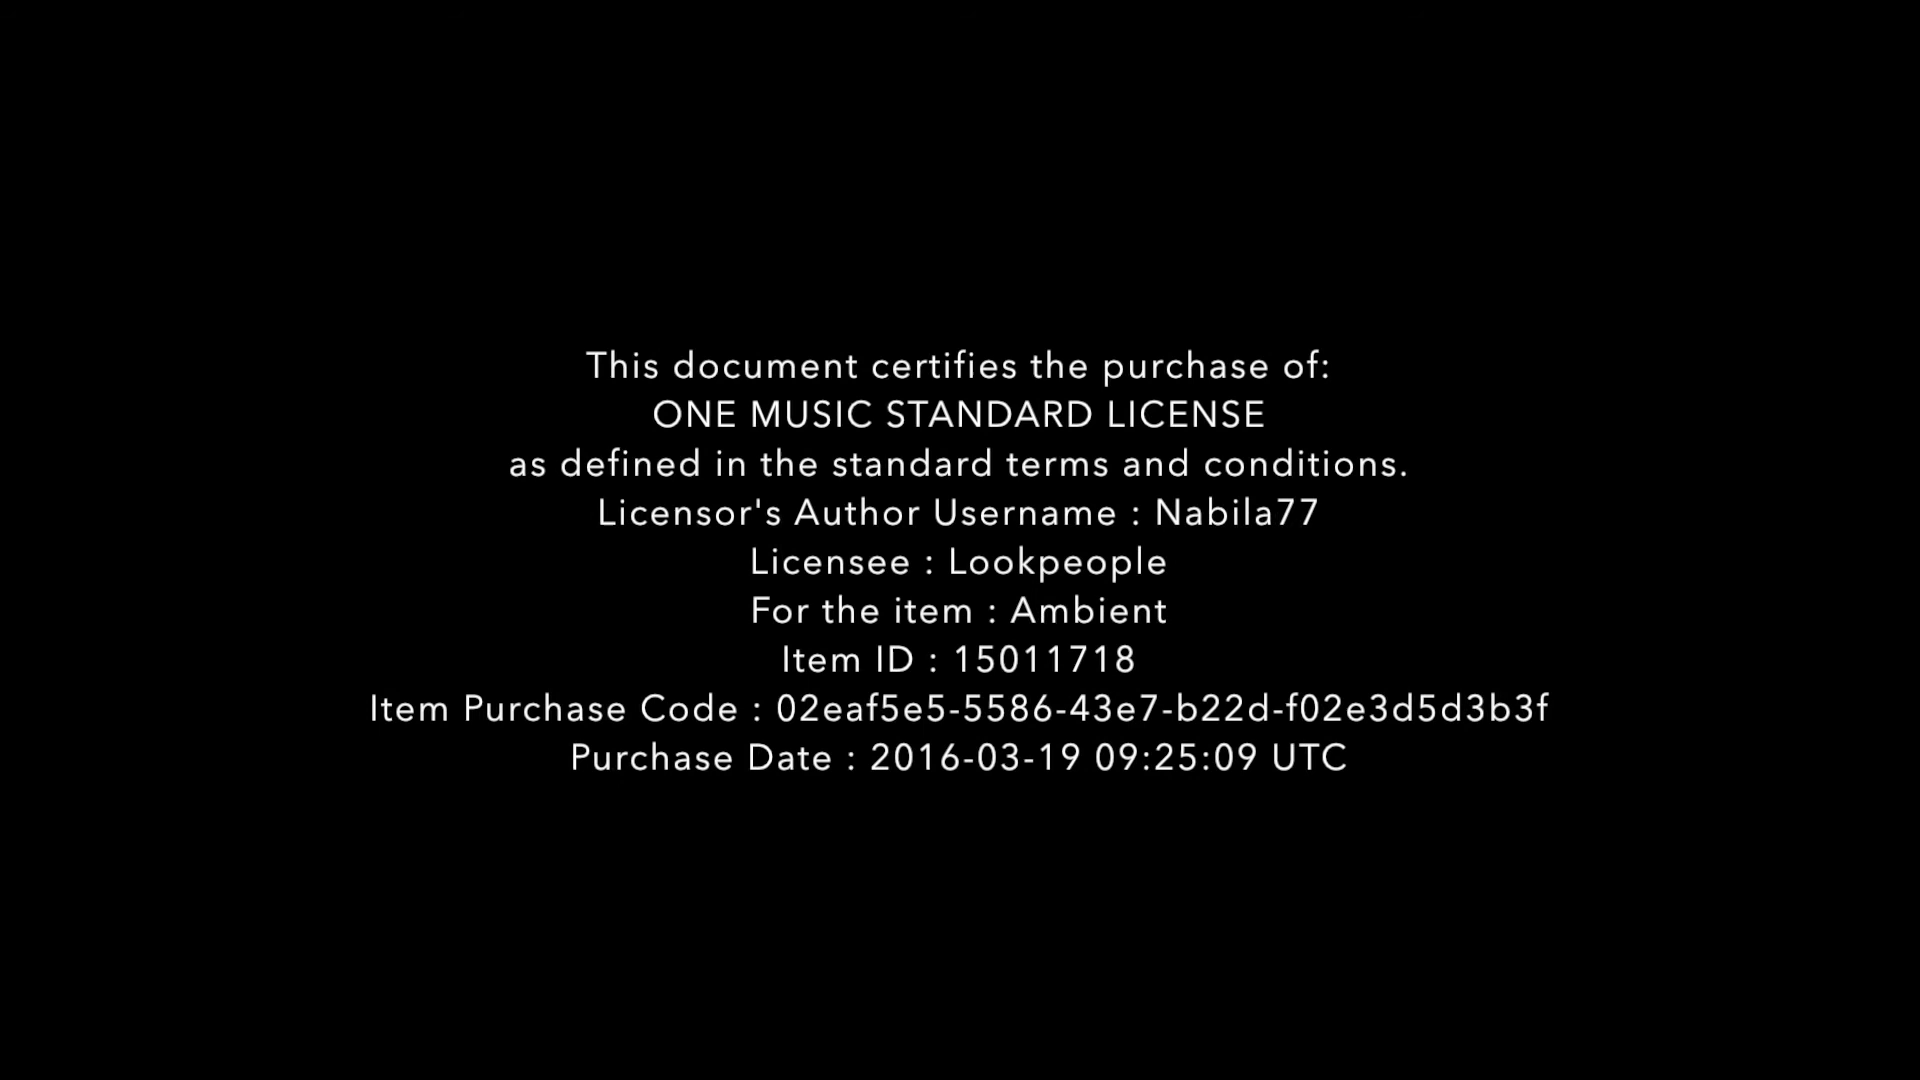 This document certifies the purchase of:
ONE MUSIC STANDARD LICENSE
as defined in the standard terms and conditions.
Licensor's Author Username : Nabila77
Licensee : Lookpeople
For the item : Ambient
Item ID : 15011718
Item Purchase Code : 02eaf5e5-5586-43e7-b22d-f02e3d5d3b3f
Purchase Date : 2016-03-19 09:25:09 UTC